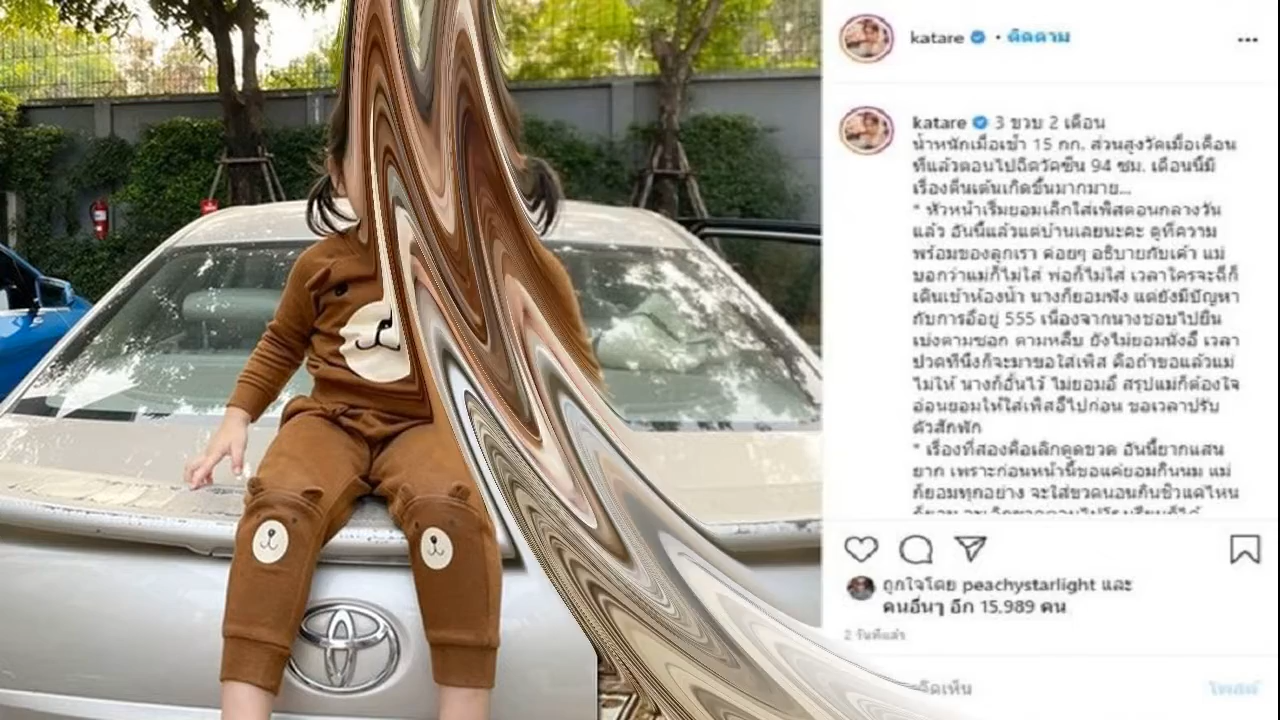 katare • ติดตาม
katare 3 ขวบ 2 เดือน
น้ำหนักเมื่อเช้า 15 กก. ส่วนสูงวัดเมื่อเดือน
ที่แล้วตอนไปฉีดวัคซีน 94 ซม. เดือนนี้มี
เรื่องตื่นเต้นเกิดขึ้นมากมาย...
* หัวหน้าเริ่มยอมเลิกใส่เพิสตอนกลางวัน
แล้ว อันนี้แล้วแต่บ้านเลยนะคะ ดูที่ความ
พร้อมของลูกเรา ค่อยๆ อธิบายกับเค้า แม่
บอกว่าแม่ก็ไม่ใส่ พ่อก็ไม่ใส่ เวลาใครจะฉี่ก็
เดินเข้าห้องน้ำ นางก็ยอมฟัง แต่ยังมีปัญหา
กับการอึอยู่ 555 เนื่องจากนางชอบไปยืน
เบ่งตามซอก ตามหลืบ ยังไม่ยอมนั่งอึ เวลา
ปวดทีนึงก็จะมาขอใส่เพิส คือถ้าขอแล้วแม่
ไม่ให้ นางก็อั้นไว้ ไม่ยอมอึ สรุปแม่ก็ต้องใจ
อ่อนยอมให้ใส่เพิสอึไปก่อน ขอเวลาปรับ
ตัวสักพัก
* เรื่องที่สองคือเลิกดูดขวด อันนี้ยากแสน
ยาก เพราะก่อนหน้านี้ขอแค่ยอมกินนม แม่
ก็ยอมทุกอย่าง จะใส่ขวดนอนกินชิวแค่ไหน
ถูกใจโดย peachystarlight และ
คนอื่นๆ อีก 15,989 คน
2 วันที่แล้ว
โพสต์